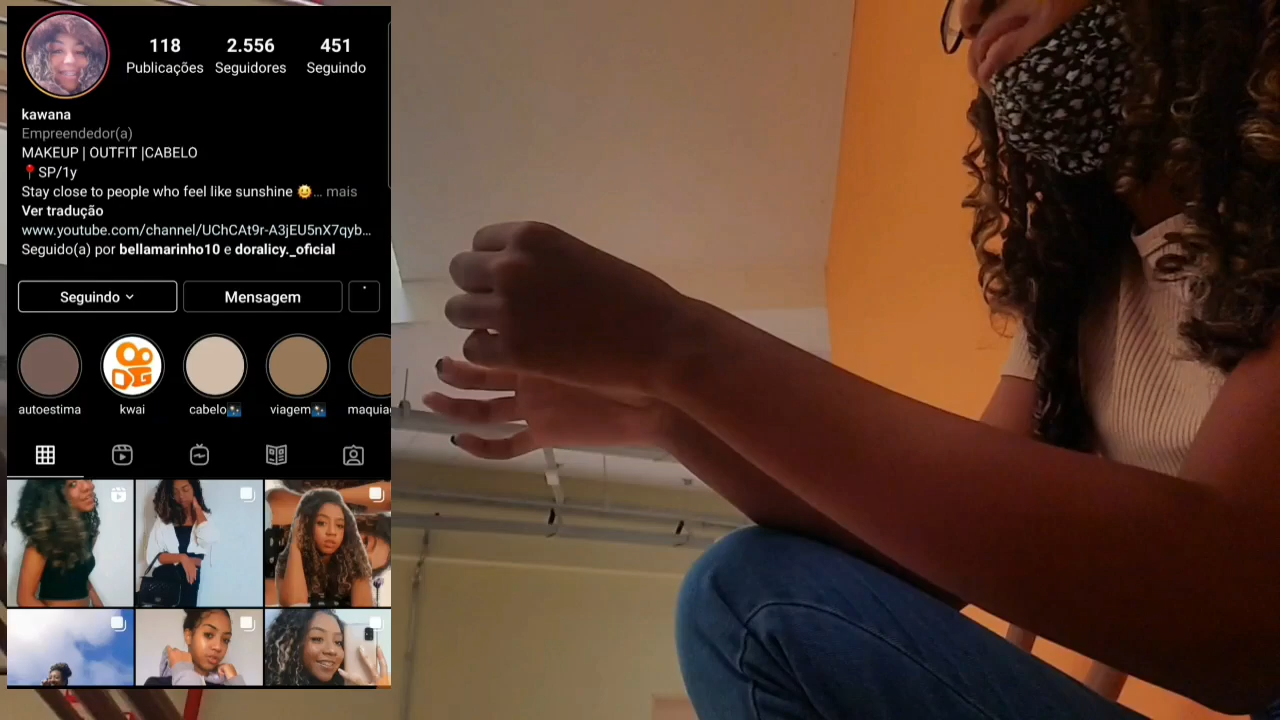 118 2.556 451
Publicações Seguidores Seguindo
kawana
Empreendedor(a)
MAKEUP | OUTFIT |CABELO
📍SP/1y
Stay close to people who feel like sunshine 🌞... mais
Ver tradução
www.youtube.com/channel/UChCAt9r-A3jEU5nX7qyb...
Seguido(a) por bellamarinho10 e doralicy._oficial
Seguindo Mensagem
autoestima kwai cabelo🌌 viagem🌌 maquia